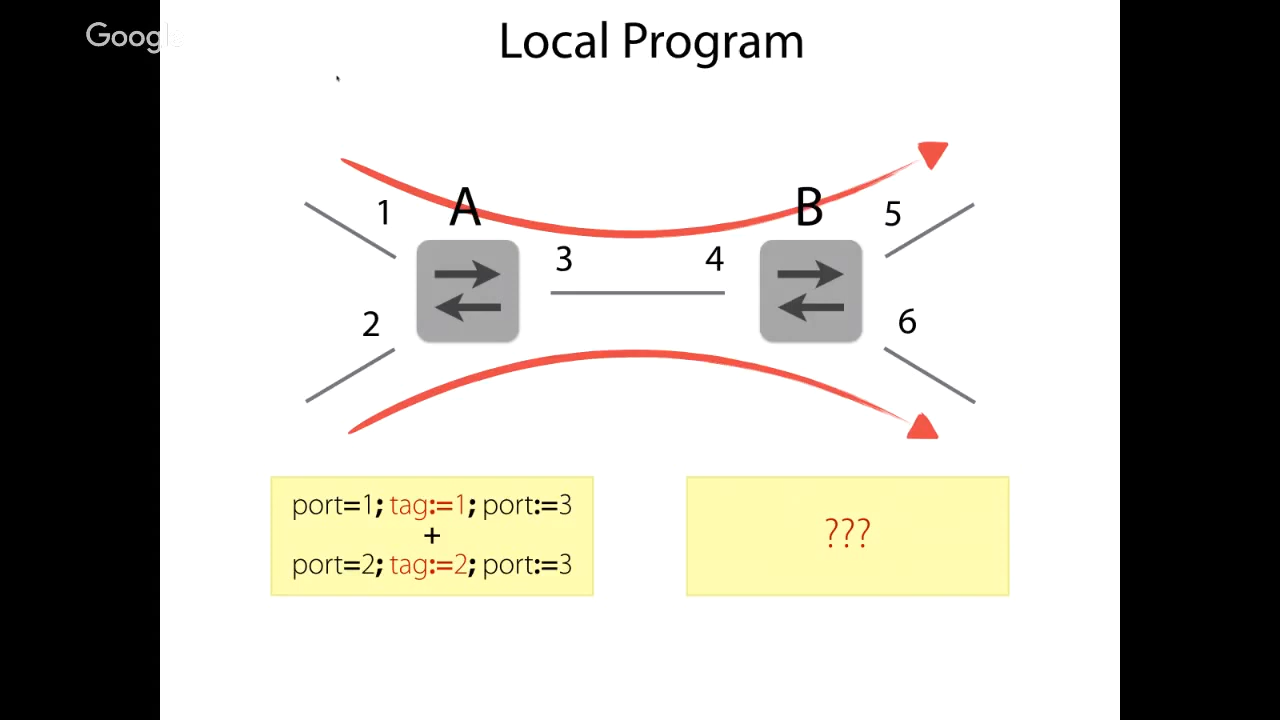 Google
Local Program
1
A
B
5
3
4
2
6
port=1; tag:=1; port:=3
+
port=2; tag:=2; port:=3
???